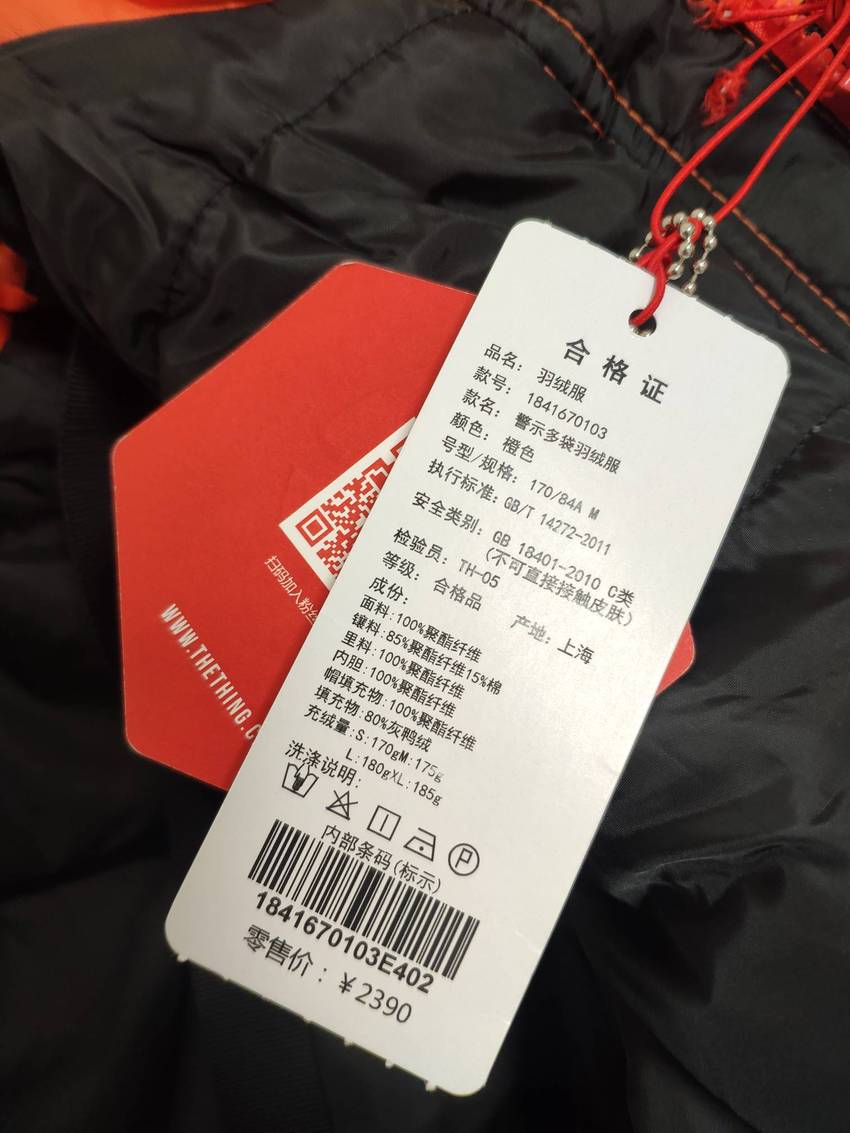 合格证
品名: 羽绒服
款号: 1841670103
款名: 警示多袋羽绒服
颜色: 橙色
号型/规格: 170/84A M
执行标准: GB/T 14272-2011
安全类别: GB 18401-2010 C类
(不可直接接触皮肤)
检验员: TH-05
等级: 合格品 产地: 上海
成份:
面料:100%聚酯纤维
镶料:85%聚酯纤维15%棉
里料:100%聚酯纤维
内胆:100%聚酯纤维
帽填充物:100%聚酯纤维
填充物:80%灰鸭绒
充绒量:S:170gM:175g
L:180gXL:185g
洗涤说明:
P
内部条码(标示)
1841670103E402
零售价: ¥2390
扫码加入粉丝
WWW.THETHING.C